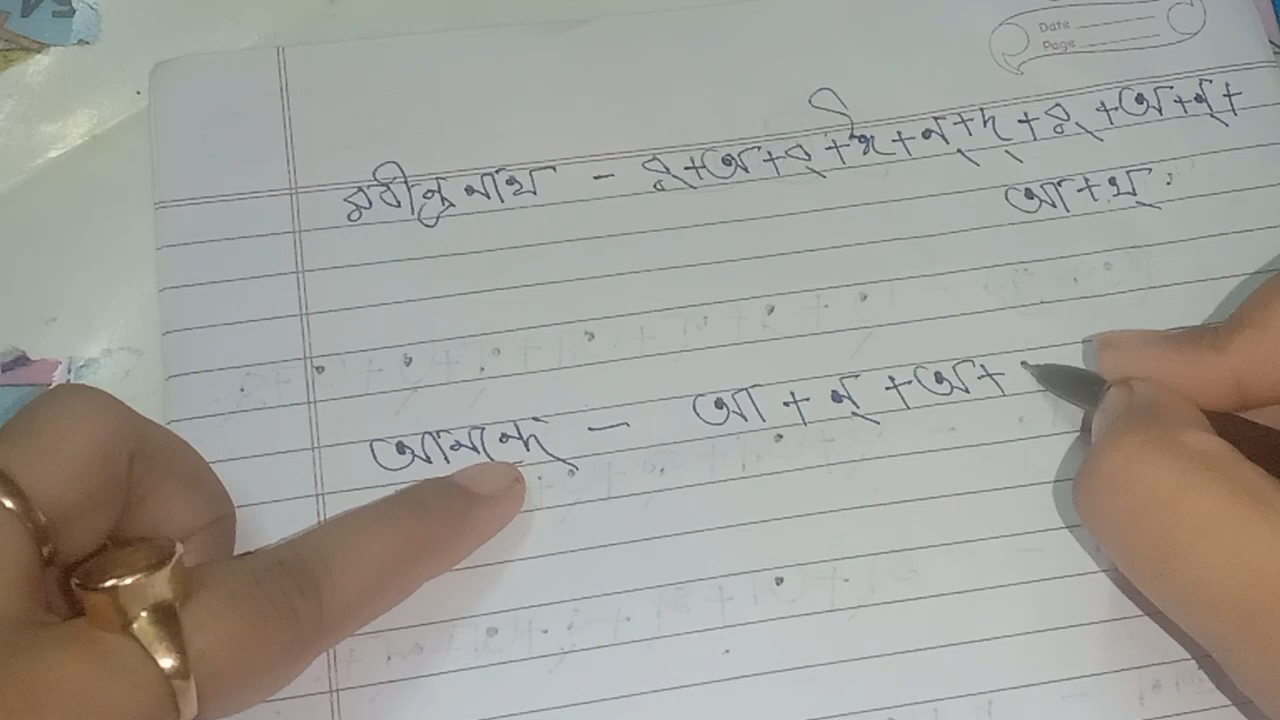 Date
Page
রবীন্দ্রনাথ - র্+অ+ব্+ঈ+ন্+দ্+র্+অ+ন্+
আ+থ্
আনন্দ - আ+ন্+অ+